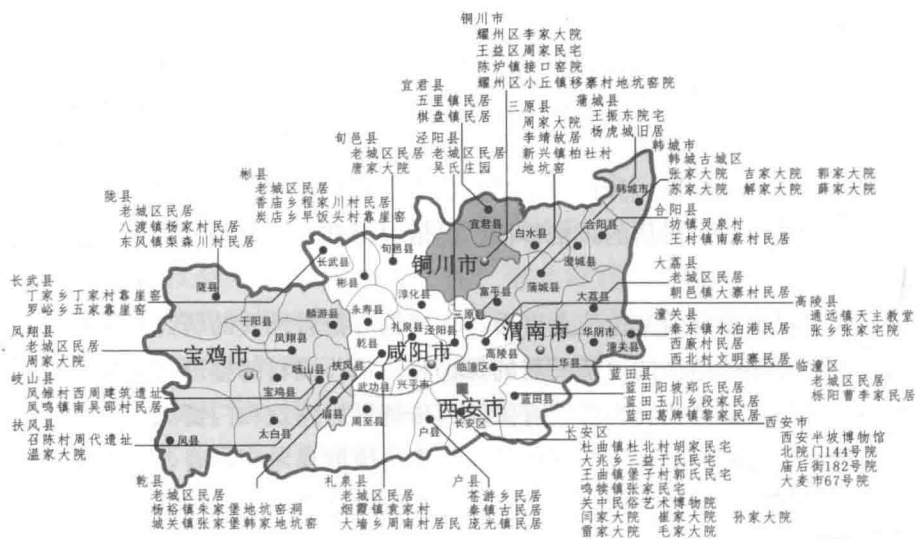 铜川市
耀州区李家大院
王益区周家民宅
陈炉镇接口窑院
耀州区小丘镇移寨村地坑窑院
宜君县
五里镇民居
棋盘镇民居
三原县
周家大院
李靖故居
新兴镇柏社村
地坑窑
蒲城县
王振东院宅
杨虎城旧居
韩城市
韩城古城区
张家大院 吉家大院 郭家大院
苏家大院 解家大院 薛家大院
旬邑县
老城区民居
唐家大院
泾阳县
老城区民居
吴氏庄园
彬县
老城区民居
香庙乡程家川村民居
炭店乡早饭头村靠崖窑
陇县
老城区民居
八渡镇杨家村民居
东风镇梨森川村民居
合阳县
坊镇灵泉村
王村镇南蔡村民居
大荔县
老城区民居
朝邑镇大寨村民居
高陵县
通远镇天主教堂
张乡张家宅院
潼关县
秦东镇水泊港民居
西廒村民居
西北村文明寨民居
临潼区
老城区民居
栎阳曹李家民居
蓝田县
蓝田阳坡郑氏民居
蓝田玉川乡段家民居
蓝田葛牌镇黎家民居
西安市
西安半坡博物馆
北院门144号院
庙后街182号院
大麦市67号院
长武县
丁家乡丁家村靠崖窑
罗峪乡五家靠崖窑
凤翔县
老城区民居
周家大院
岐山县
凤雏村西周建筑遗址
凤鸣镇南吴邵村民居
扶风县
召陈村周代遗址
温家大院
乾县
老城区民居
杨裕镇朱家堡地坑窑洞
城关镇张家堡韩家地坑窑
礼泉县
老城区民居
烟霞镇袁家村
大墙乡周南村居民
户县
苍游乡民居
秦镇古民居
庞光镇民居
长安区
杜曲镇杜北村胡家民宅
大兆乡三益于氏民宅
王曲镇堡子村郭氏民宅
鸣犊镇张家民宅
关中民俗艺术博物院
闫家大院 崔家大院 孙家大院
雷家大院 毛家大院
韩城市
宜君县
白水县
合阳县
澄城县
铜川市
旬邑县
长武县
彬县
陇县
淳化县
富平县
蒲城县
大荔县
永寿县
麟游县
千阳县
凤翔县
礼泉县
泾阳县
三原县
渭南市
华阴市
潼关县
宝鸡市
乾县
咸阳市
高陵县
华县
岐山县
扶风县
临潼区
宝鸡县
武功县
兴平市
西安市
蓝田县
眉县
周至县
户县
长安区
太白县
凤县